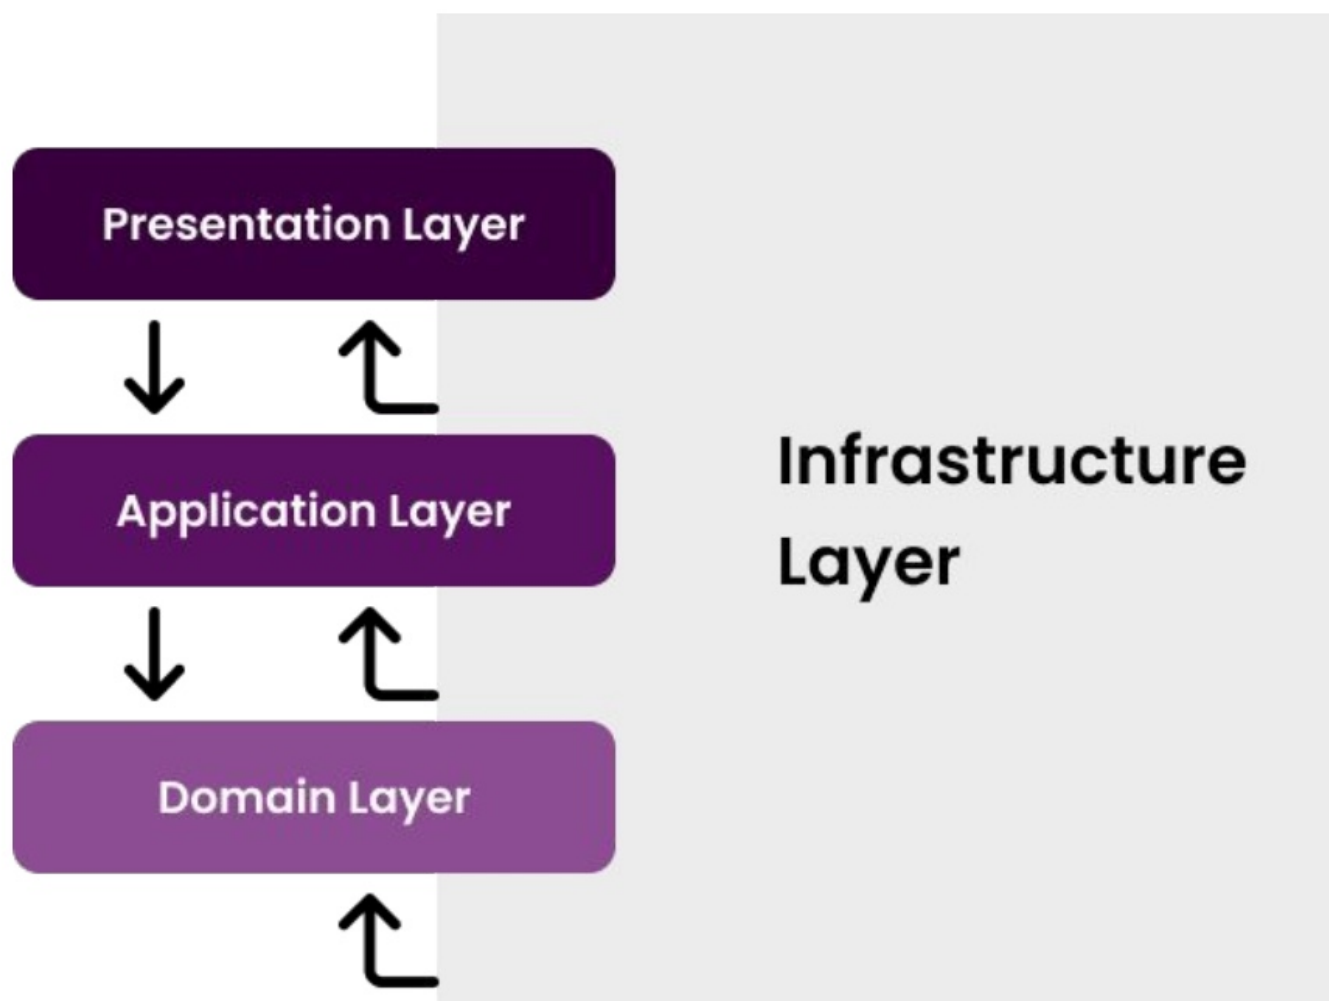 Presentation Layer
Application Layer
Infrastructure
Layer
Domain Layer